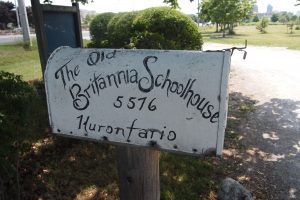 The Old
Britannia Schoolhouse
5576
Hurontario